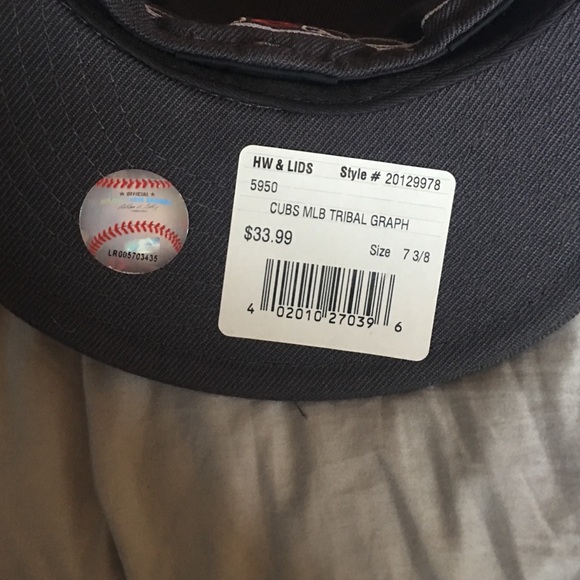 HW & LIDS Style # 20129978
5950
CUBS MLB TRIBAL GRAPH
$33.99 Size 7 3/8
4 02010 27039 6
OFFICIAL
LR005703435